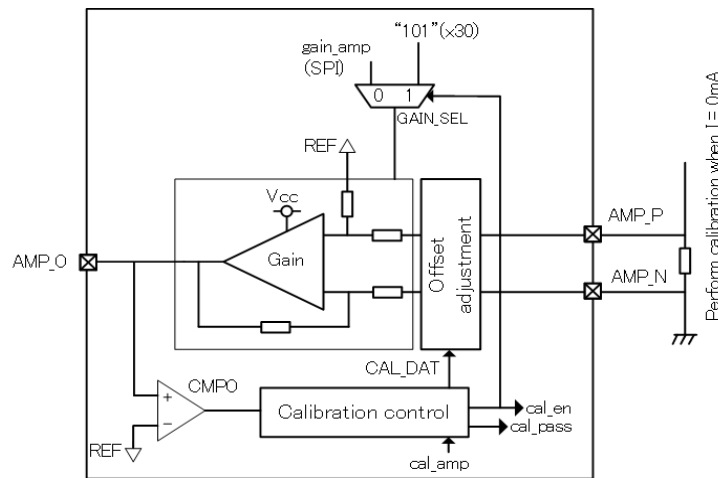 "101"(x30)
gain_amp
(SPI)
0 1
GAIN_SEL
REF
Vcc
Gain
Offset
adjustment
AMP_P
AMP_N
AMP_O
Perform calibration when I = 0mA
CAL_DAT
CMP0
+
−
REF
Calibration control
cal_en
cal_pass
cal_amp